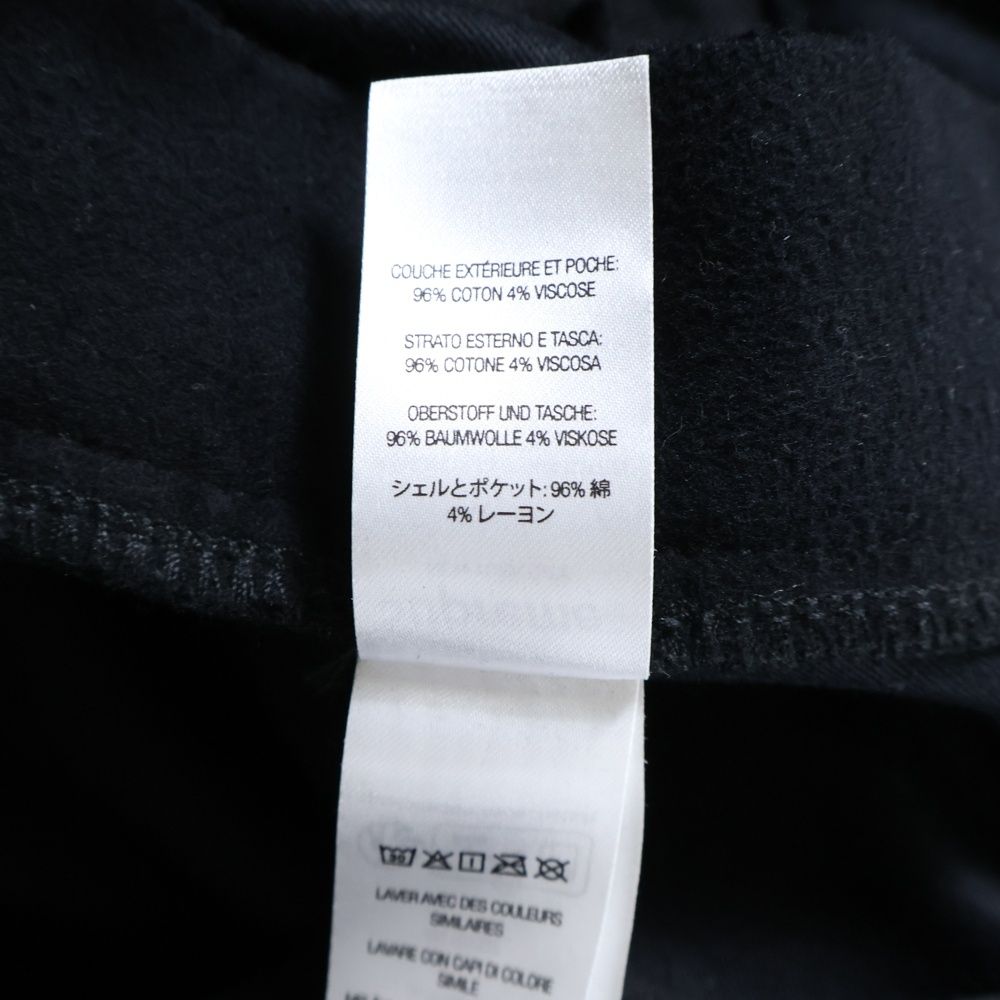 COUCHE EXTÉRIEURE ET POCHE:
96% COTON 4% VISCOSE
STRATO ESTERNO E TASCA:
96% COTONE 4% VISCOSA
OBERSTOFF UND TASCHE:
96% BAUMWOLLE 4% VISKOSE
シェルとポケット: 96% 綿
4% レーヨン
30
LAVER AVEC DES COULEURS
SIMILAIRES
LAVARE CON CAPI DI COLORE
SIMILE